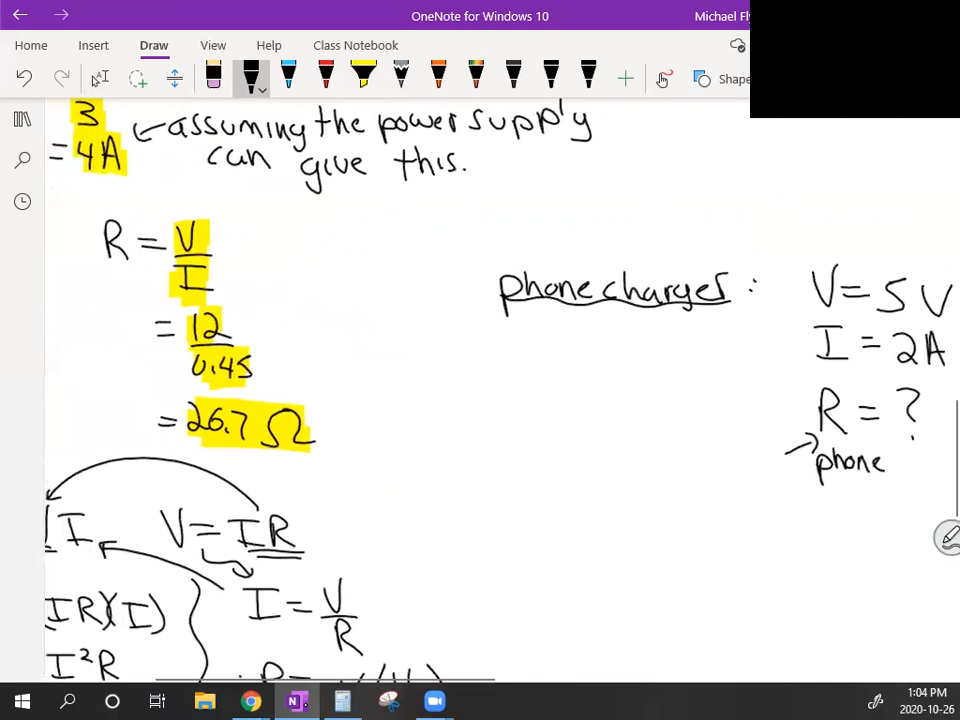 OneNote for Windows 10
Michael Fl
Home Insert Draw View Help Class Notebook
Shape
3
= 4A ← assuming the power supply
can give this.
R = V
I
= 12
0.45
= 26.7 Ω
phone charger :
V = 5 V
I = 2A
R = ?
→ phone
I V = IR
I = V
R
IR)(I)
I²R
1:04 PM
2020-10-26